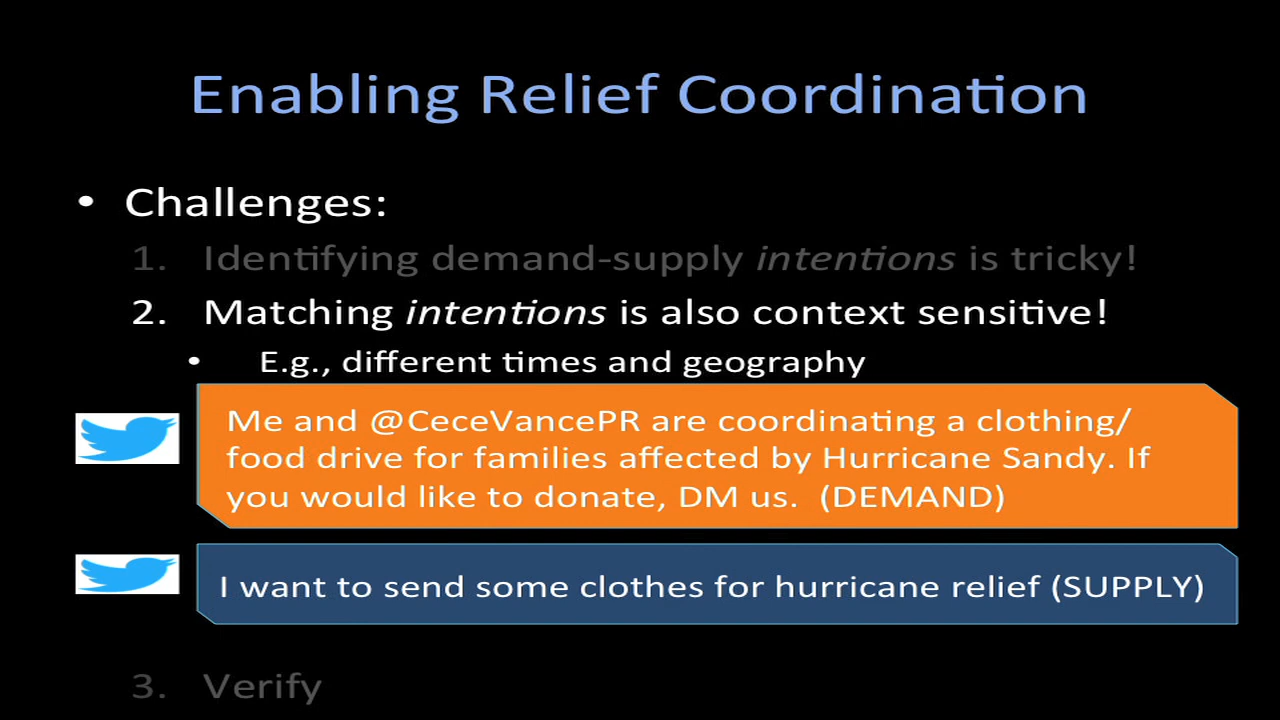 Enabling Relief Coordination
• Challenges:
1. Identifying demand-supply intentions is tricky!
2. Matching intentions is also context sensitive!
• E.g., different times and geography
Me and @CeceVancePR are coordinating a clothing/
food drive for families affected by Hurricane Sandy. If
you would like to donate, DM us. (DEMAND)
I want to send some clothes for hurricane relief (SUPPLY)
3. Verify